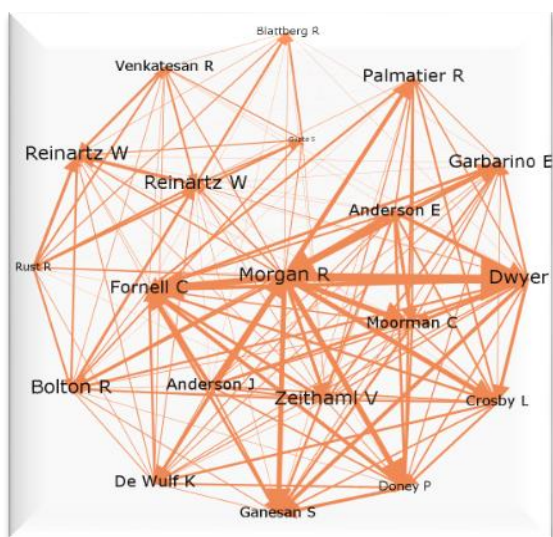 Blattberg R
Venkatesan R
Palmatier R
Gupta S
Reinartz W
Garbarino E
Reinartz W
Anderson E
Rust R
Morgan R
Dwyer
Fornell C
Moorman C
Bolton R
Anderson J
Zeithaml V
Crosby L
De Wulf K
Doney P
Ganesan S